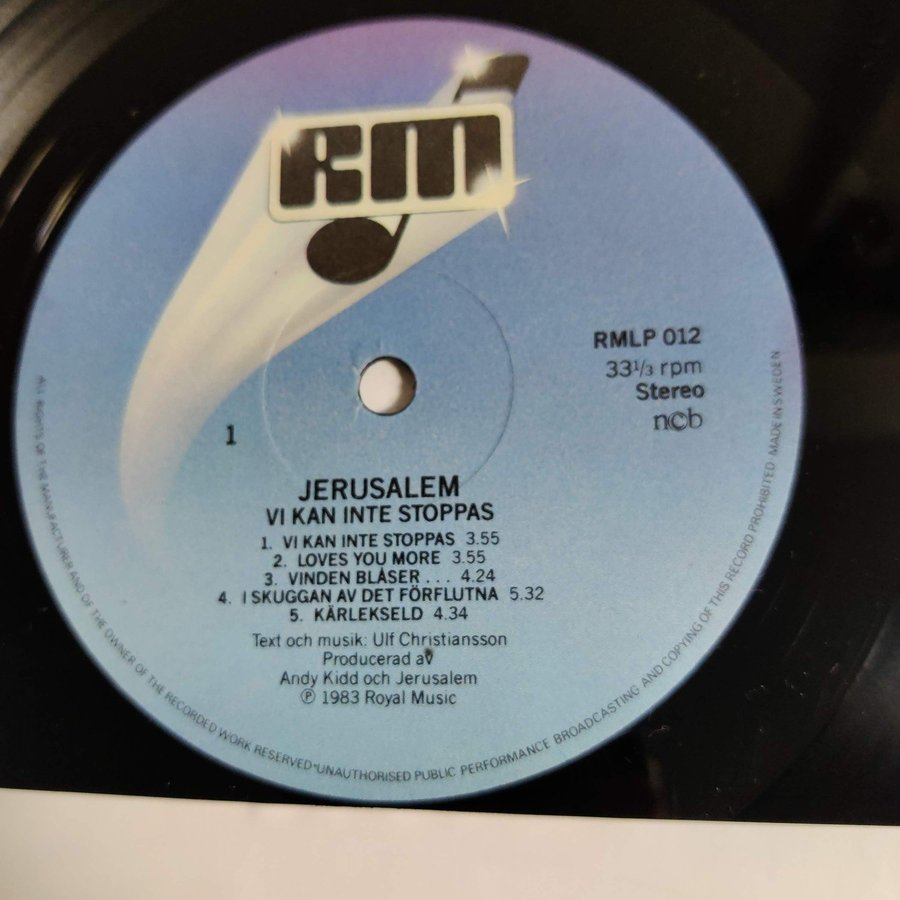 RM
RMLP 012
33 1/3 rpm
Stereo
ncb
1
JERUSALEM
VI KAN INTE STOPPAS
1. VI KAN INTE STOPPAS 3.55
2. LOVES YOU MORE 3.55
3. VINDEN BLÅSER . . . 4.24
4. I SKUGGAN AV DET FÖRFLUTNA 5.32
5. KÄRLEKSELD 4.34
Text och musik: Ulf Christiansson
Producerad av
Andy Kidd och Jerusalem
℗ 1983 Royal Music
ALL RIGHTS OF THE MANUFACTURER AND OF THE OWNER OF THE RECORDED WORK RESERVED•UNAUTHORISED PUBLIC PERFORMANCE BROADCASTING AND COPYING OF THIS RECORD PROHIBITED MADE IN SWEDEN